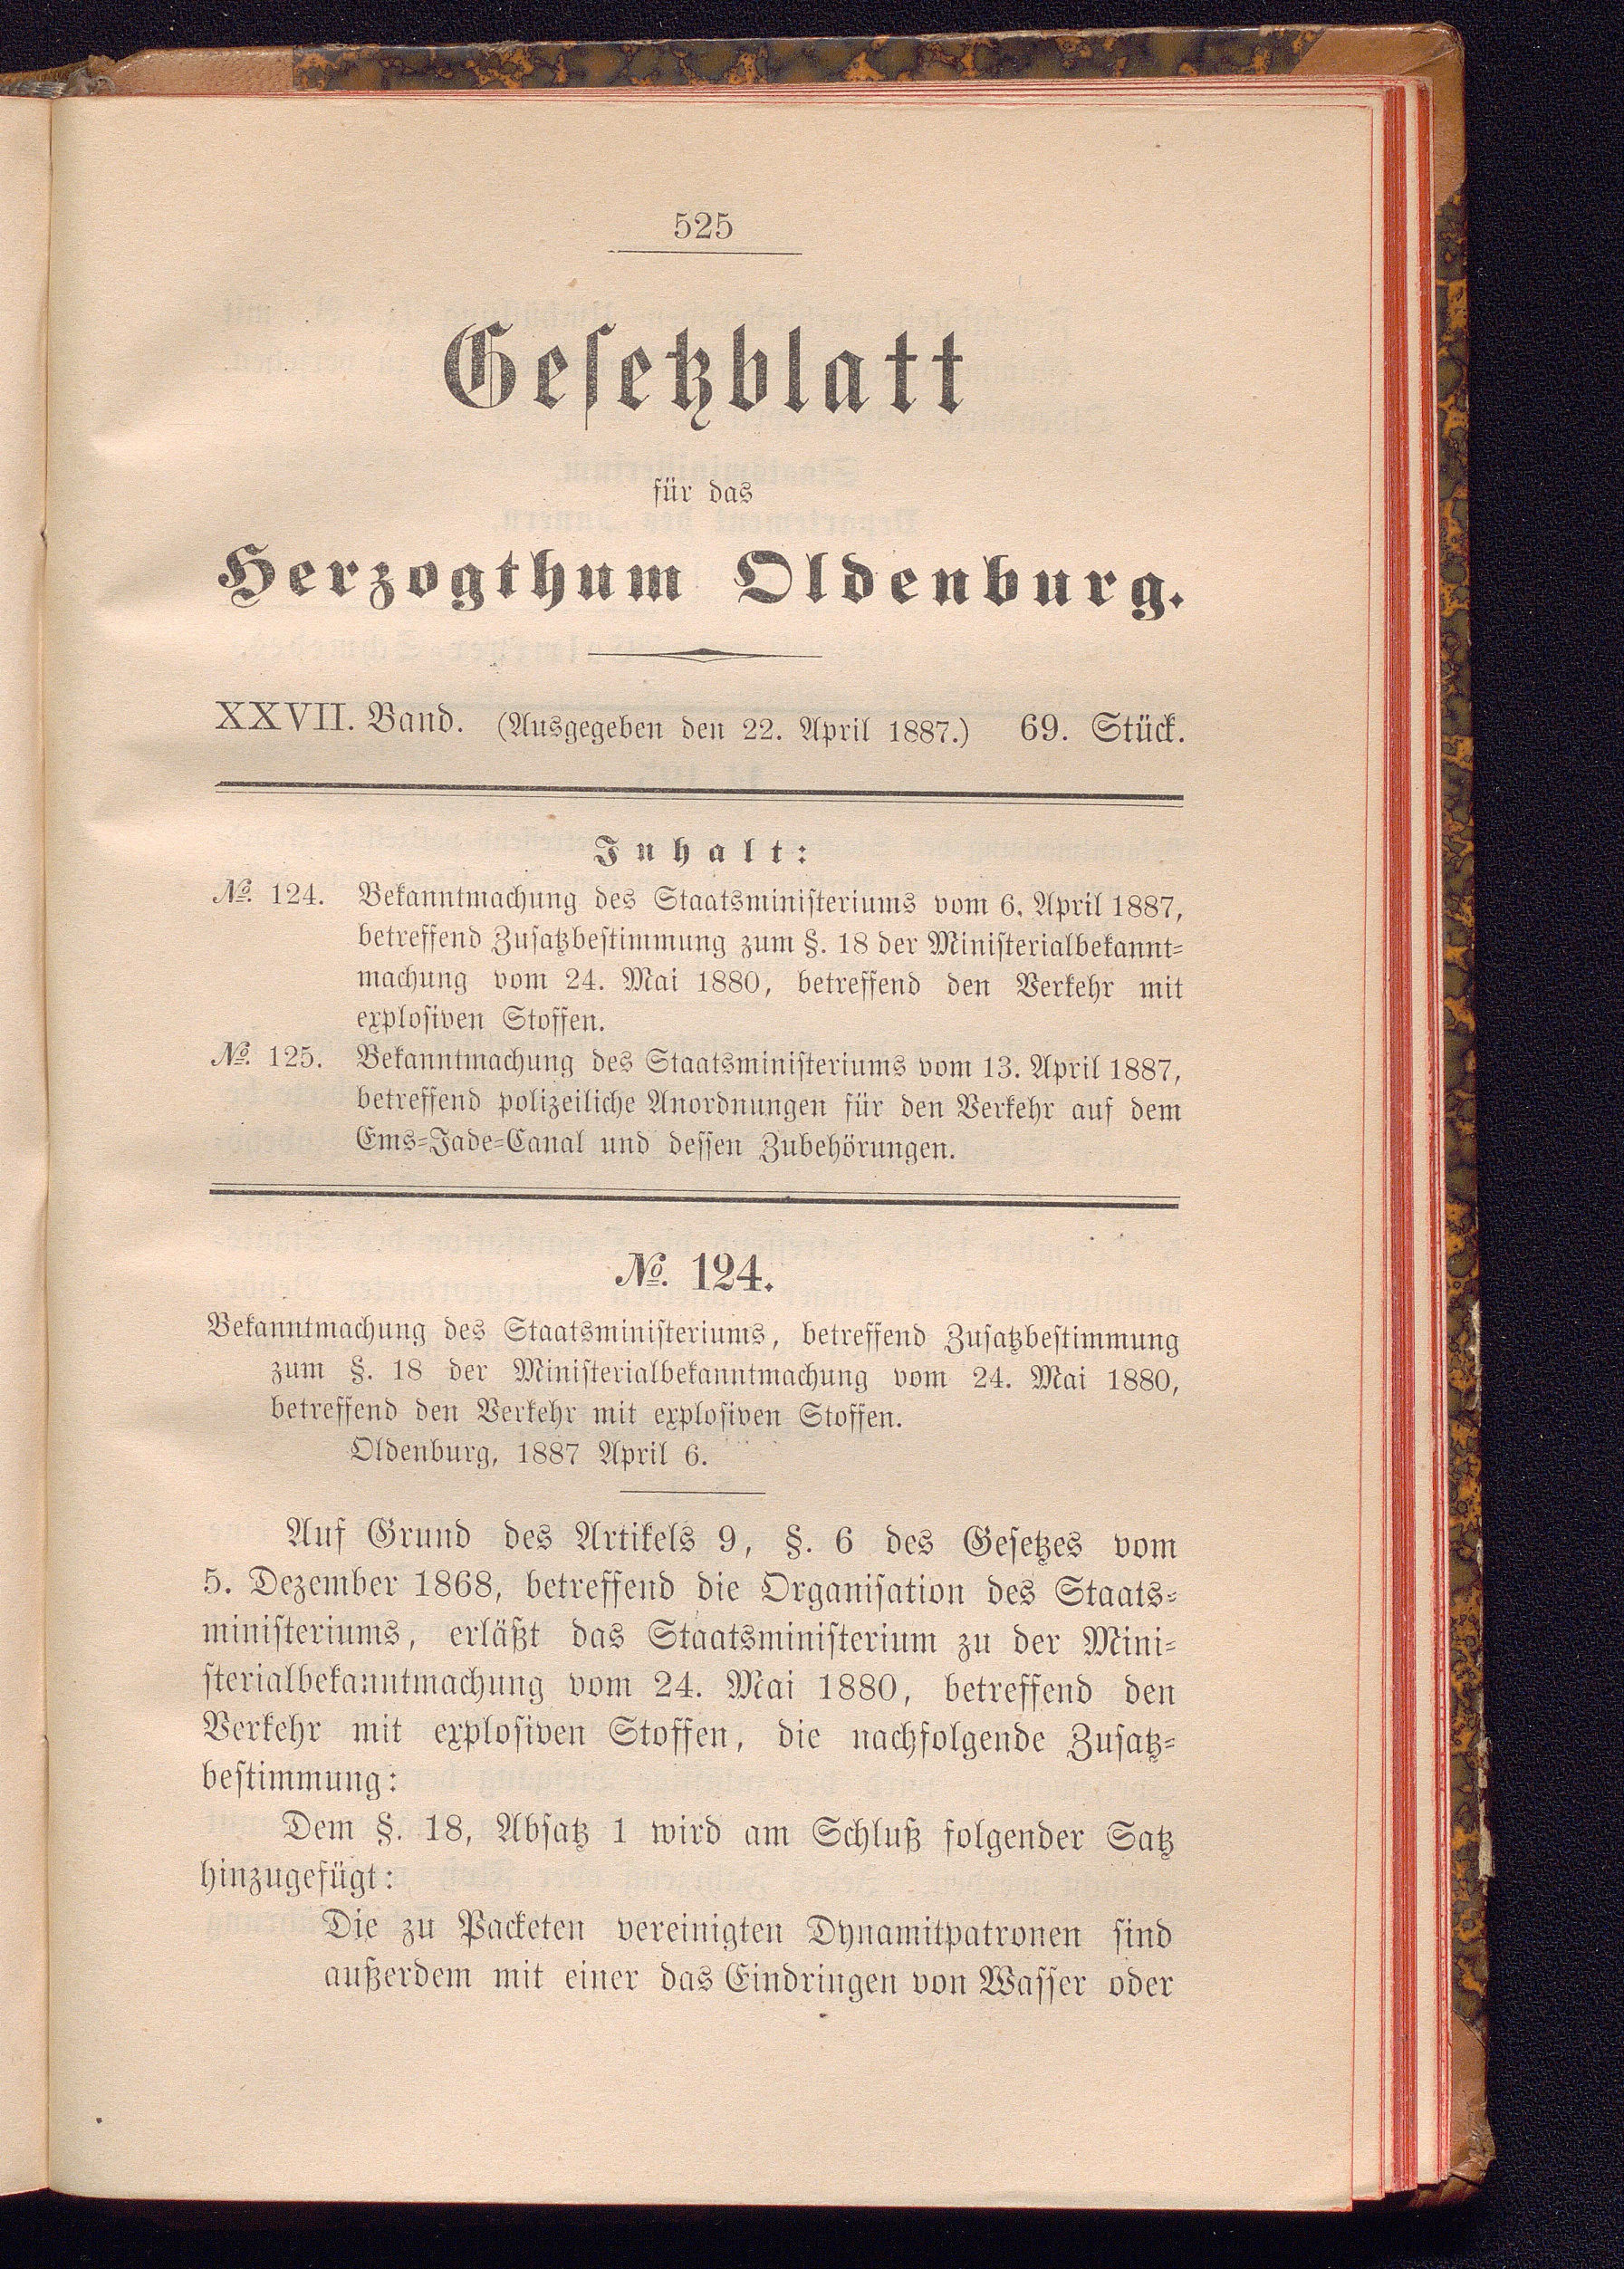 525
Gesetzblatt
für das
Herzogthum Oldenburg.
XXVII. Band. (Ausgegeben den 22. April 1887.) 69. Stück.
Inhalt:
№. 124. Bekanntmachung des Staatsministeriums vom 6. April 1887,
betreffend Zusatzbestimmung zum §. 18 der Ministerialbekannt-
machung vom 24. Mai 1880, betreffend den Verkehr mit
explosiven Stoffen.
№. 125. Bekanntmachung des Staatsministeriums vom 13. April 1887,
betreffend polizeiliche Anordnungen für den Verkehr auf dem
Ems-Jade-Canal und dessen Zubehörungen.
№. 124.
Bekanntmachung des Staatsministeriums, betreffend Zusatzbestimmung
zum §. 18 der Ministerialbekanntmachung vom 24. Mai 1880,
betreffend den Verkehr mit explosiven Stoffen.
Oldenburg, 1887 April 6.
Auf Grund des Artikels 9, §. 6 des Gesetzes vom
5. Dezember 1868, betreffend die Organisation des Staats-
ministeriums, erläßt das Staatsministerium zu der Mini-
sterialbekanntmachung vom 24. Mai 1880, betreffend den
Verkehr mit explosiven Stoffen, die nachfolgende Zusatz-
bestimmung:
Dem §. 18, Absatz 1 wird am Schluß folgender Satz
hinzugefügt:
Die zu Packeten vereinigten Dynamitpatronen sind
außerdem mit einer das Eindringen von Wasser oder